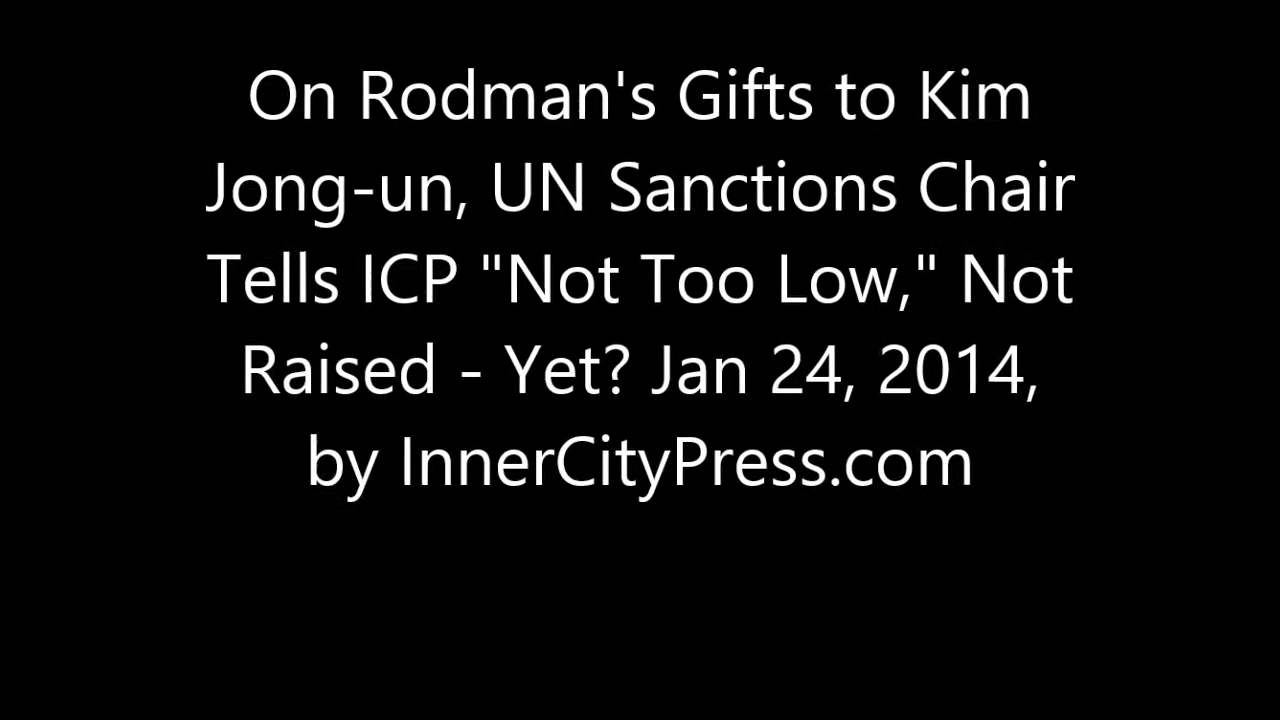 On Rodman's Gifts to Kim
Jong-un, UN Sanctions Chair
Tells ICP "Not Too Low," Not
Raised - Yet? Jan 24, 2014,
by InnerCityPress.com